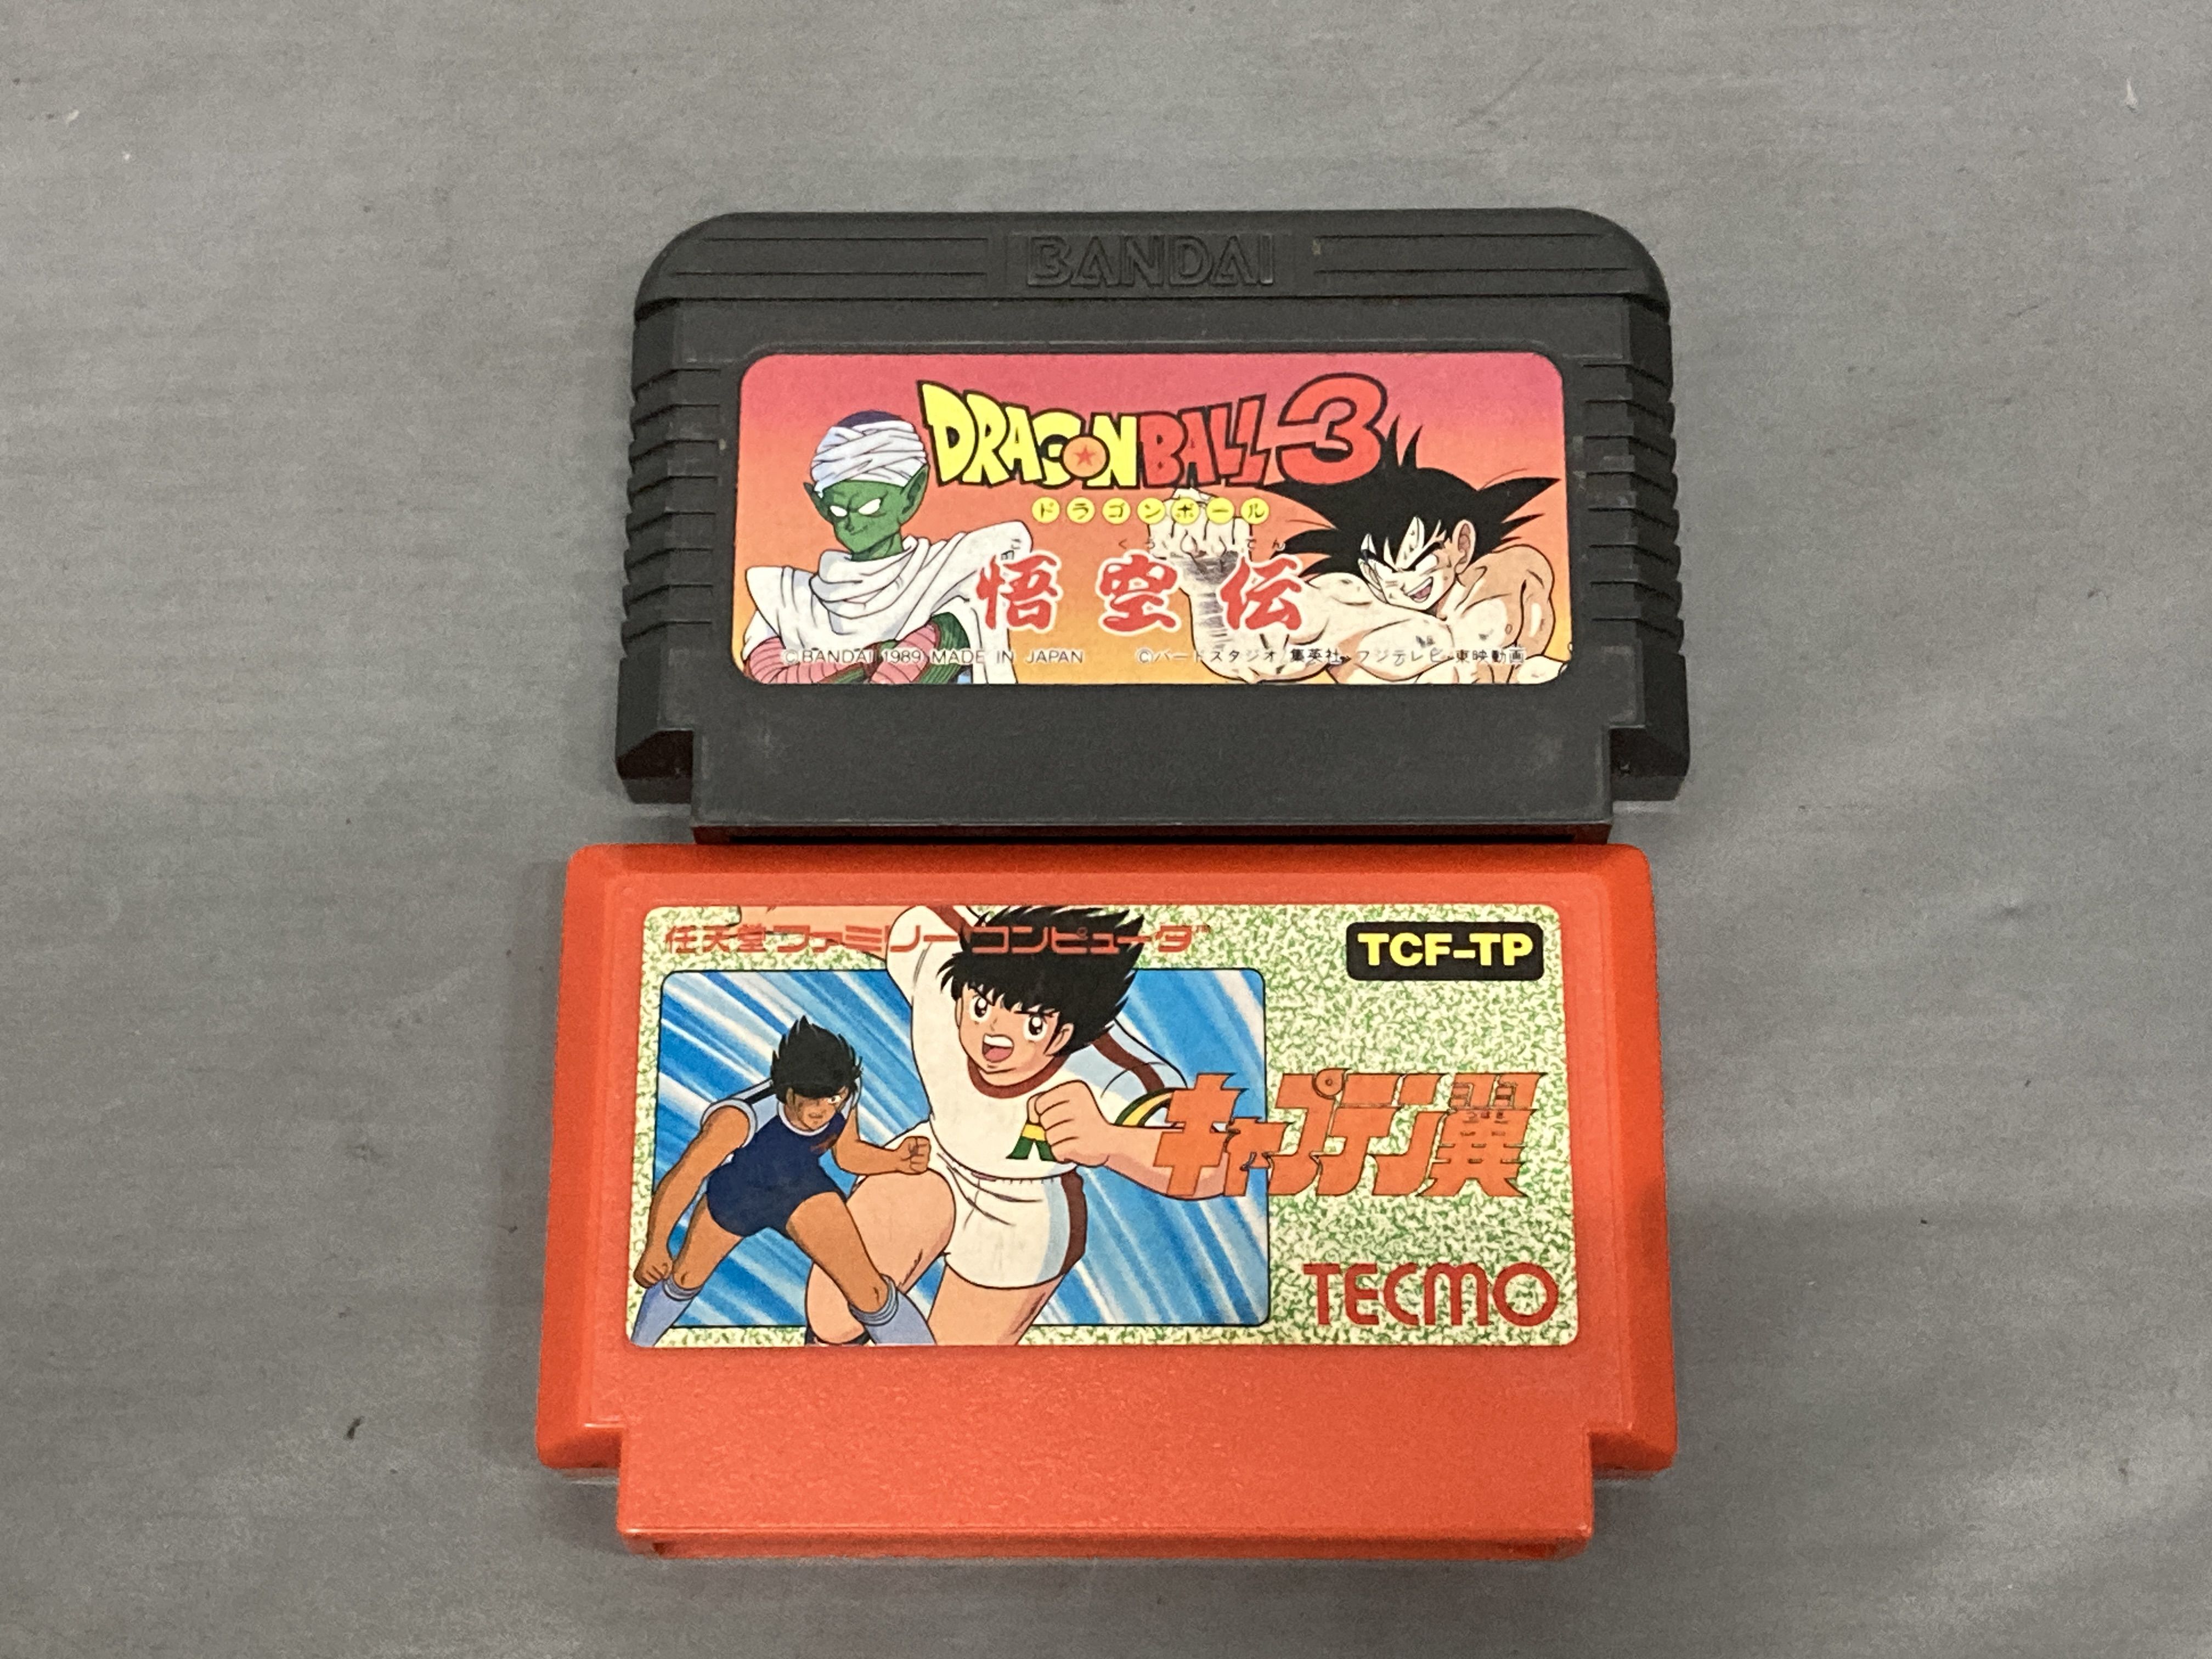 BANDAI
DRAGON BALL 3
ドラゴンボール
悟空伝
©BANDAI 1989 MADE IN JAPAN ©バードスタジオ 集英社・フジテレビ・東映動画
任天堂ファミリーコンピュータ™
TCF-TP
キャプテン翼
TECMO